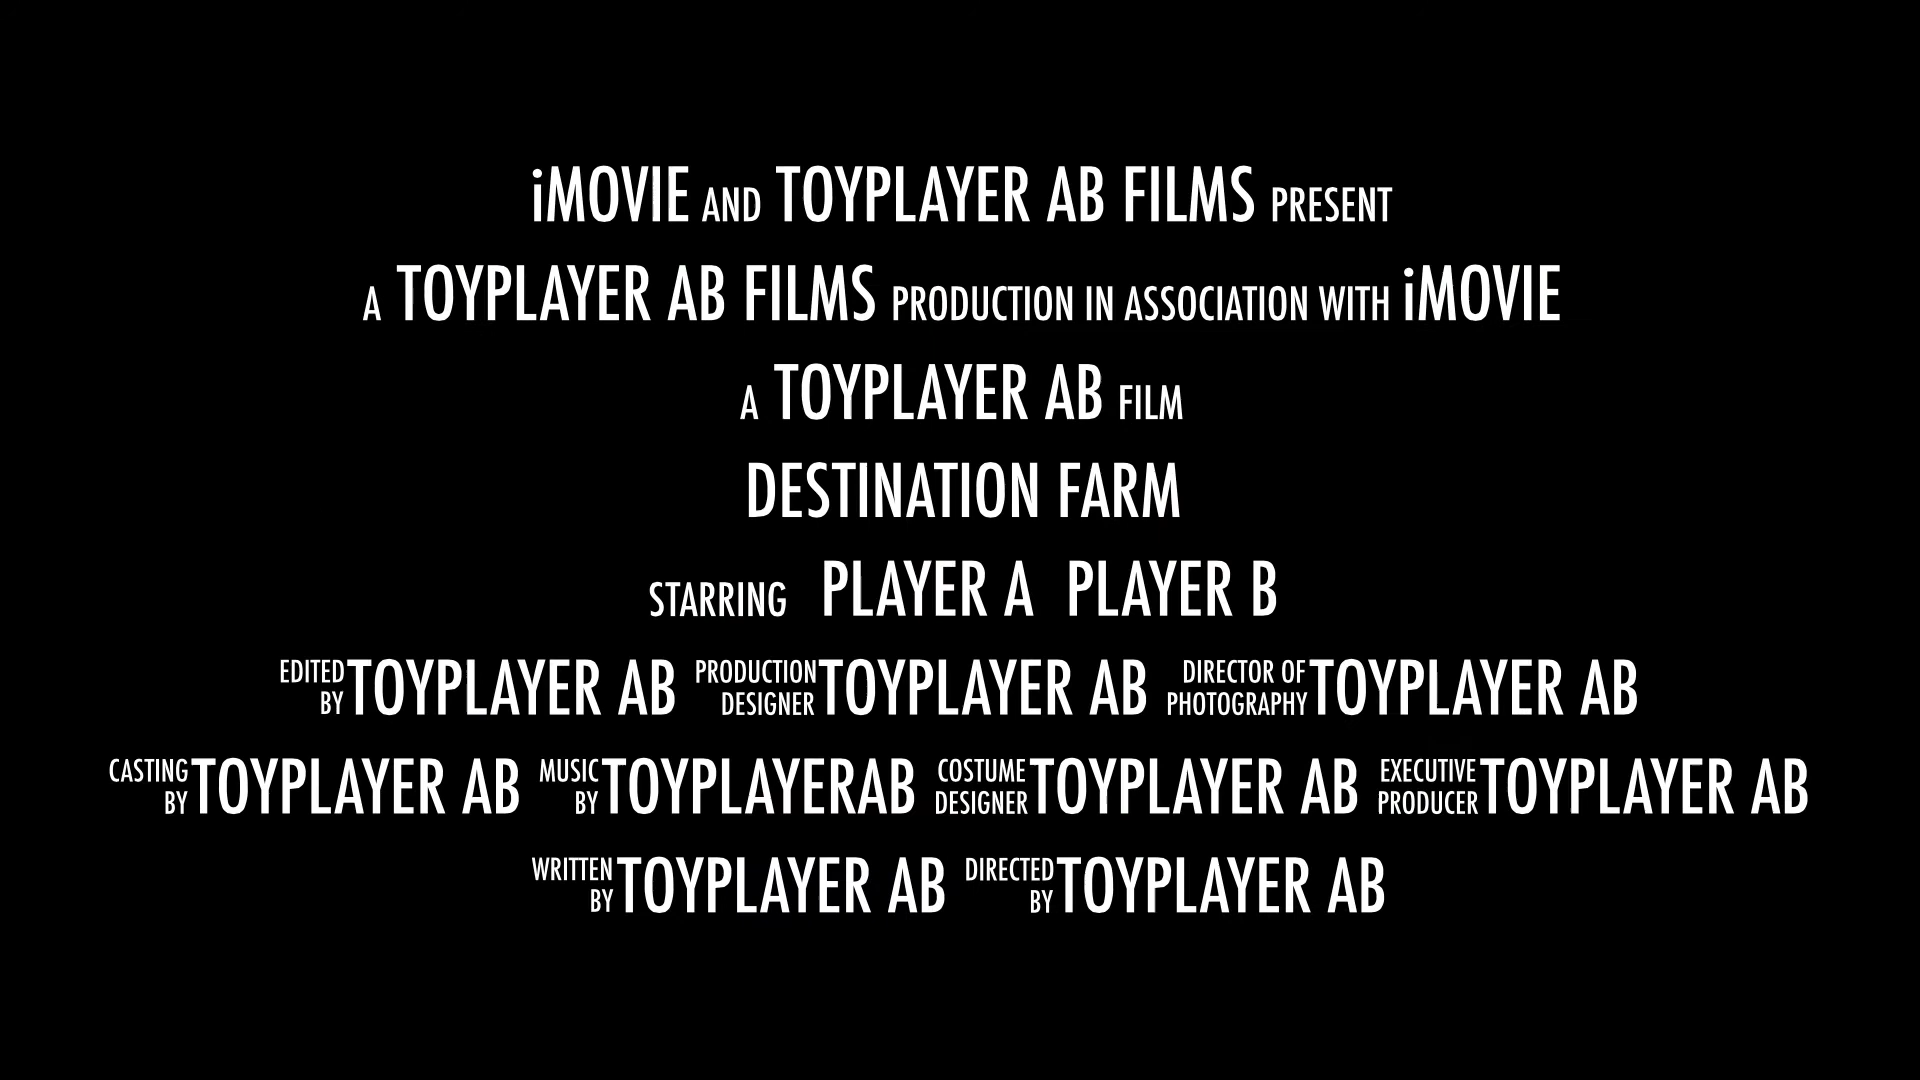 iMOVIE AND TOYPLAYER AB FILMS PRESENT
A TOYPLAYER AB FILMS PRODUCTION IN ASSOCIATION WITH iMOVIE
A TOYPLAYER AB FILM
DESTINATION FARM
STARRING PLAYER A PLAYER B
EDITED BY TOYPLAYER AB PRODUCTION DESIGNER TOYPLAYER AB DIRECTOR OF PHOTOGRAPHY TOYPLAYER AB
CASTING BY TOYPLAYER AB MUSIC BY TOYPLAYERAB COSTUME DESIGNER TOYPLAYER AB EXECUTIVE PRODUCER TOYPLAYER AB
WRITTEN BY TOYPLAYER AB DIRECTED BY TOYPLAYER AB